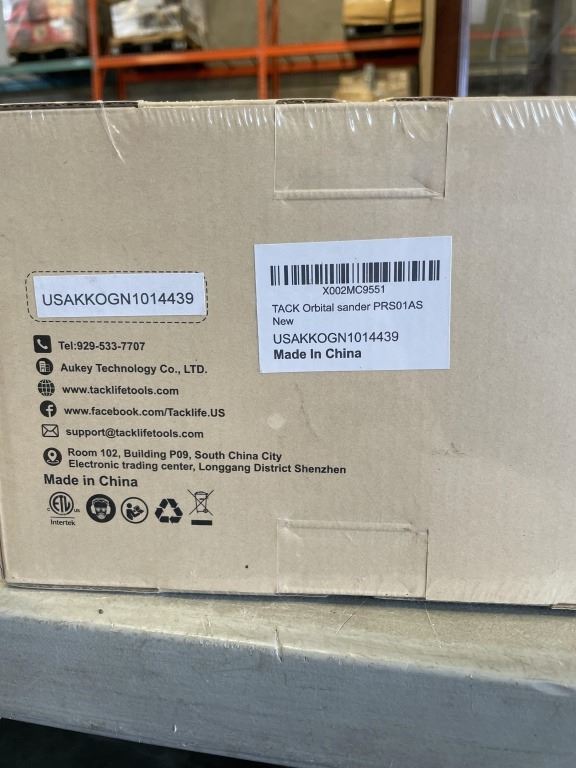 USAKKOGN1014439
Tel:929-533-7707
Aukey Technology Co., LTD.
www.tacklifetools.com
www.facebook.com/Tacklife.US
support@tacklifetools.com
Room 102, Building P09, South China City
Electronic trading center, Longgang District Shenzhen
Made in China
C ETL US
Intertek
X002MC9551
TACK Orbital sander PRS01AS
New
USAKKOGN1014439
Made In China